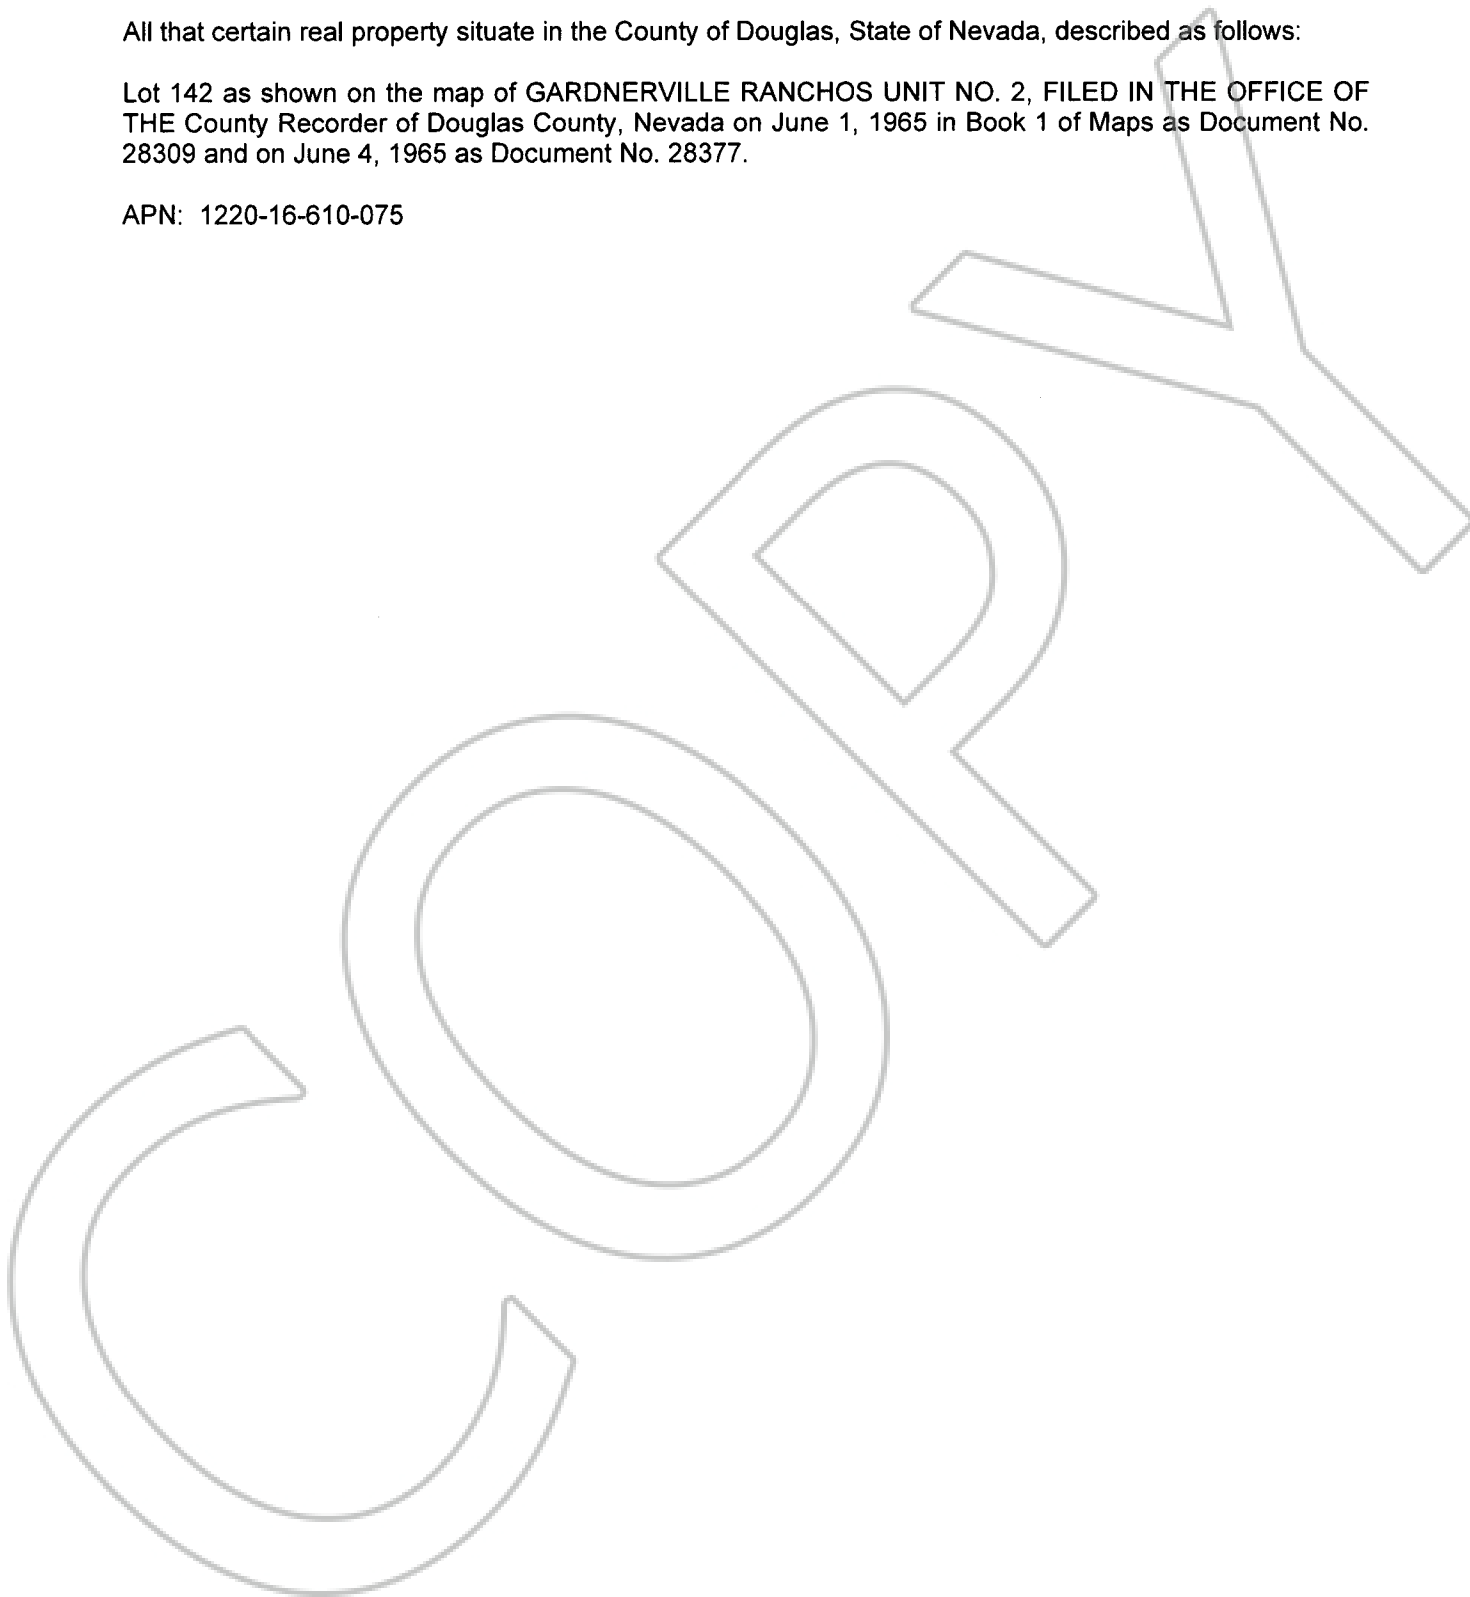 All that certain real property situate in the County of Douglas, State of Nevada, described as follows:
Lot 142 as shown on the map of GARDNERVILLE RANCHOS UNIT NO. 2, FILED IN THE OFFICE OF
THE County Recorder of Douglas County, Nevada on June 1, 1965 in Book 1 of Maps as Document No.
28309 and on June 4, 1965 as Document No. 28377.
APN: 1220-16-610-075
COPY